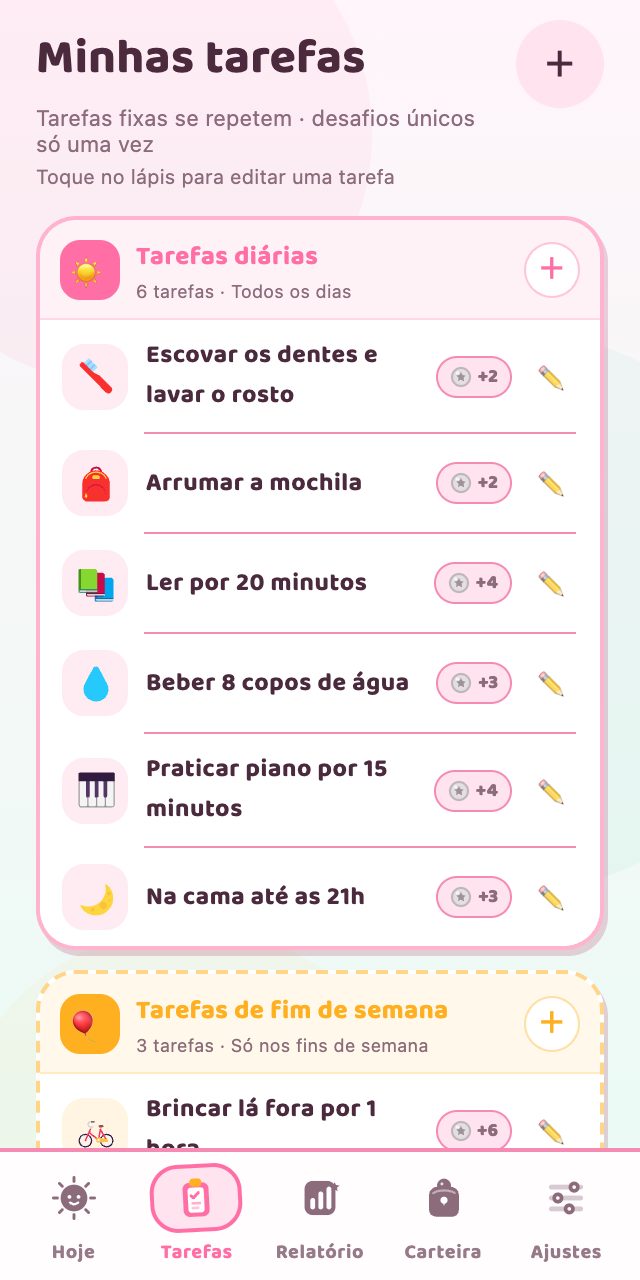 Minhas tarefas
Tarefas fixas se repetem · desafios únicos
só uma vez
Toque no lápis para editar uma tarefa
Tarefas diárias
6 tarefas · Todos os dias
Escovar os dentes e
lavar o rosto
+2
Arrumar a mochila
+2
Ler por 20 minutos
+4
Beber 8 copos de água
+3
Praticar piano por 15
minutos
+4
Na cama até as 21h
+3
Tarefas de fim de semana
3 tarefas · Só nos fins de semana
Brincar lá fora por 1
hora
+6
Hoje
Tarefas
Relatório
Carteira
Ajustes